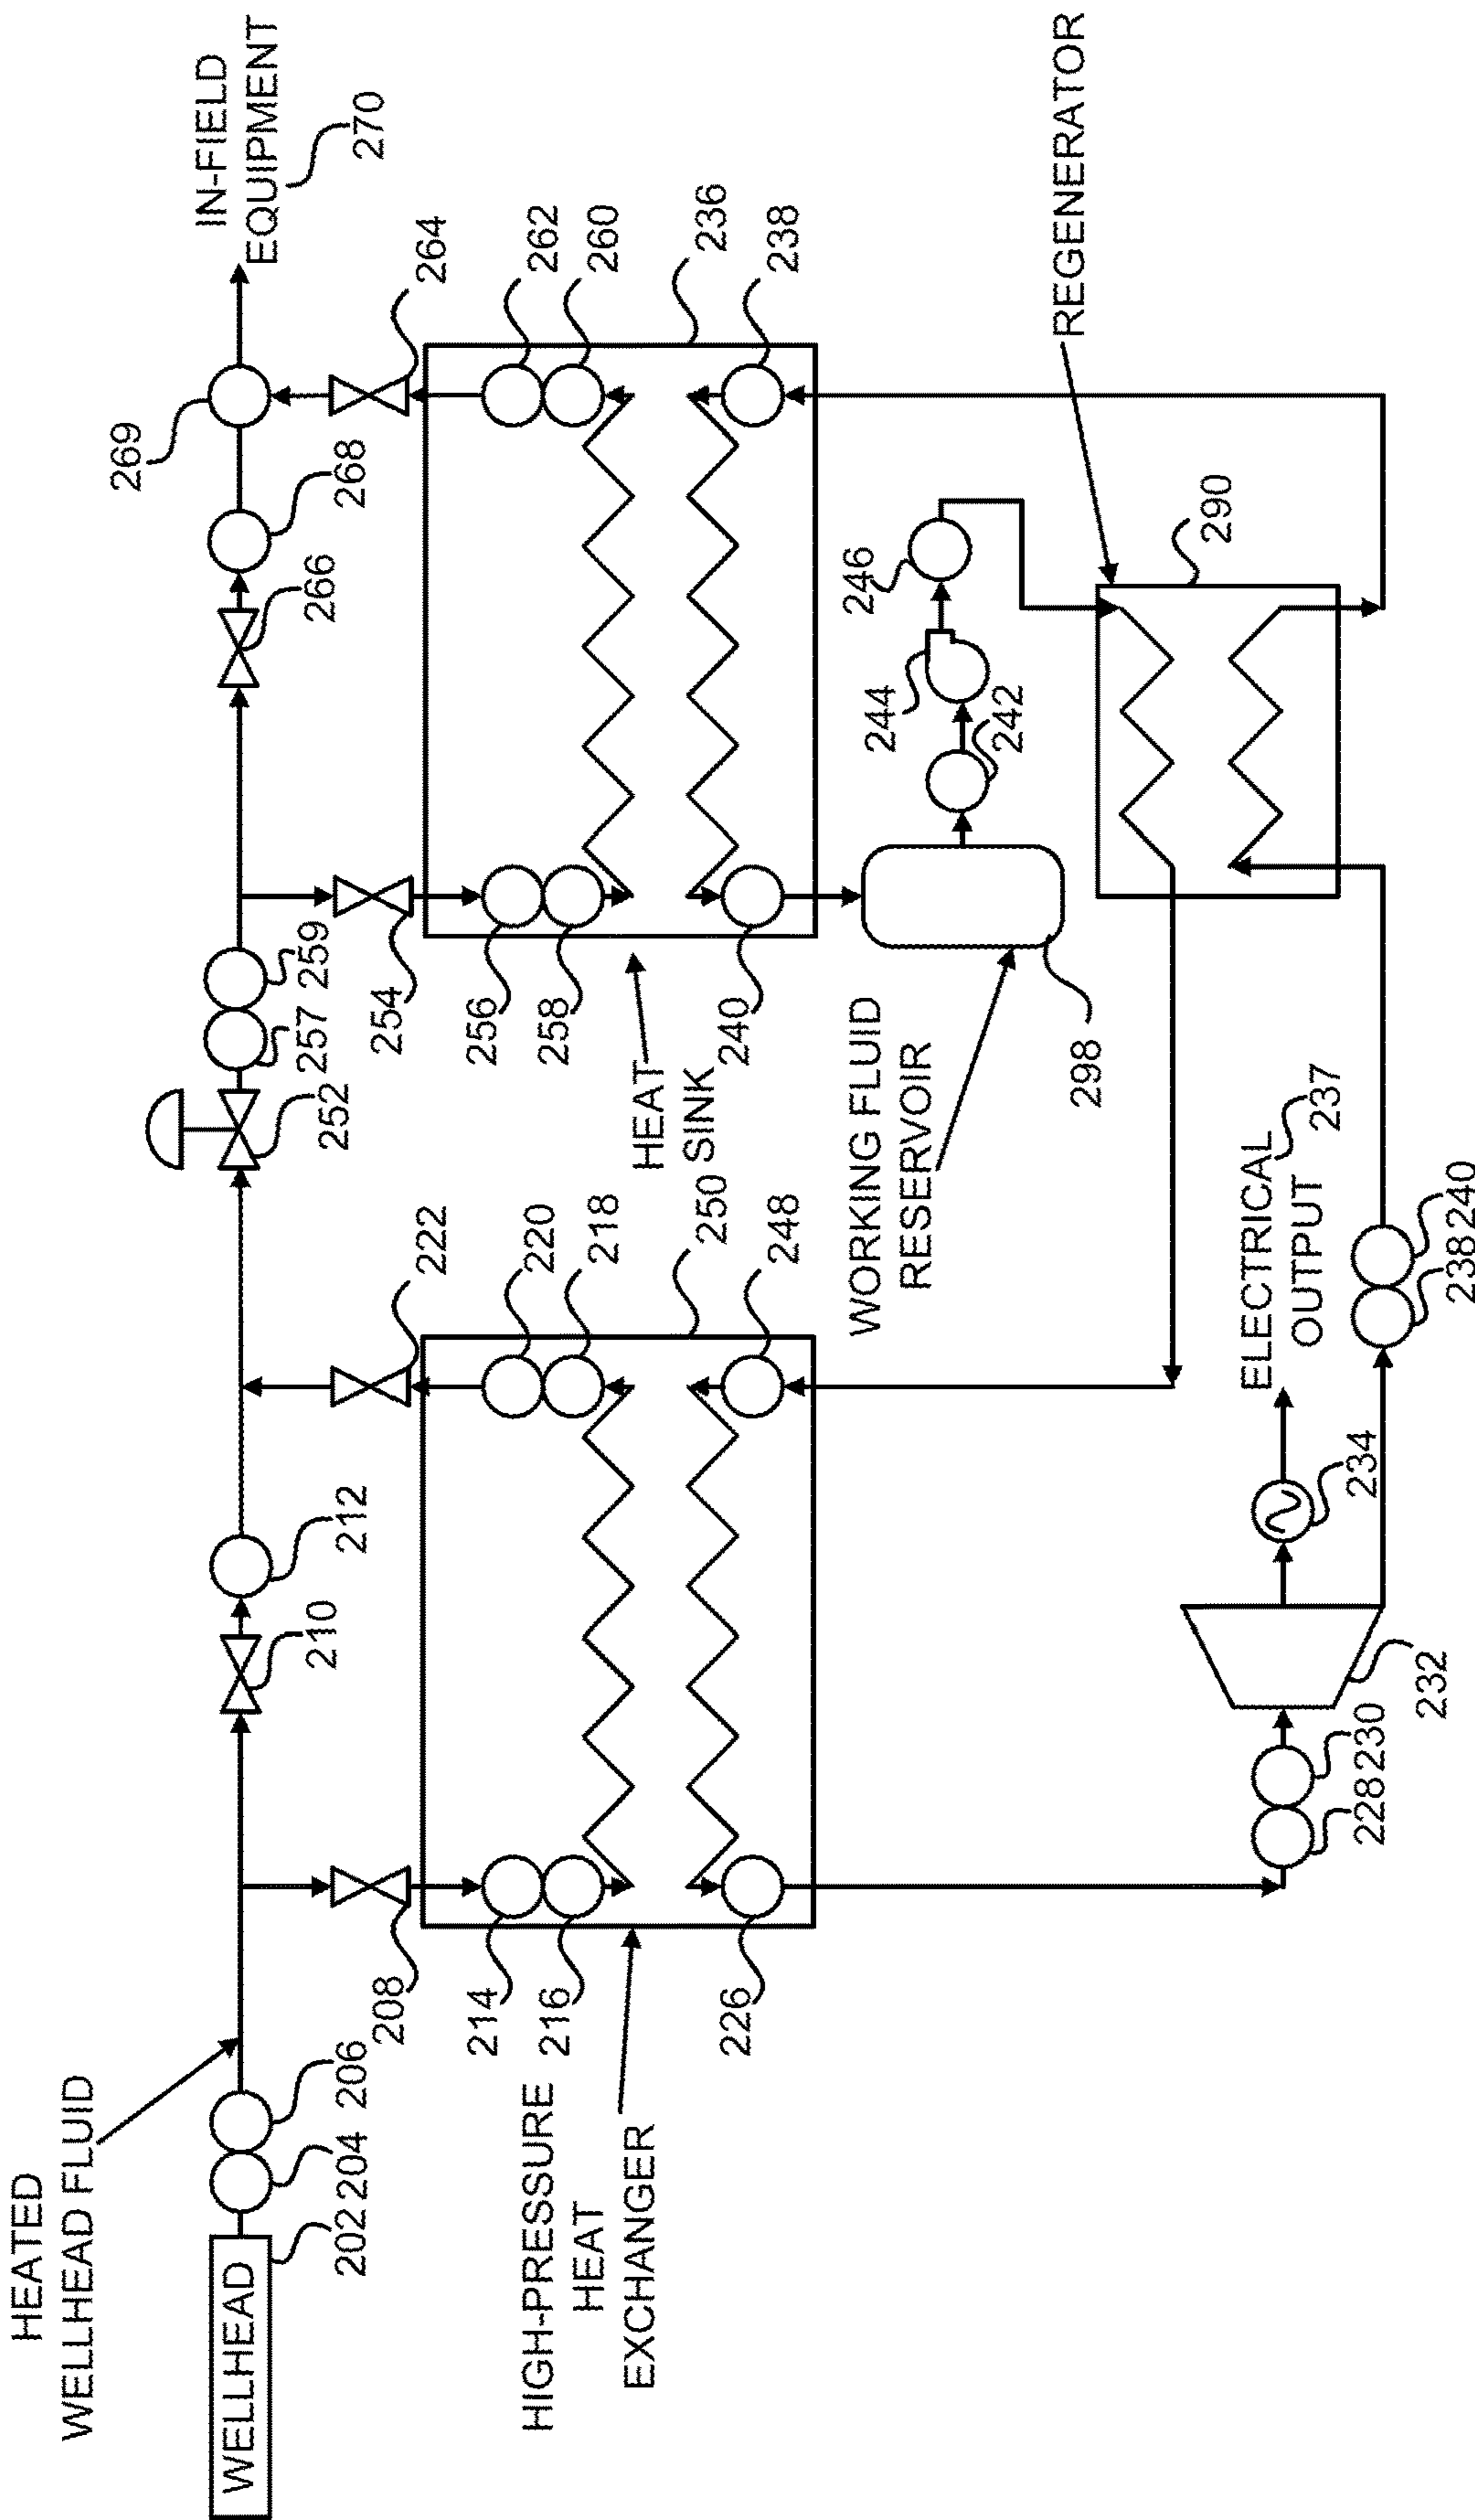 HEATED
WELLHEAD FLUID
WELLHEAD
202
204
206
208
210
212
HIGH-PRESSURE
HEAT
EXCHANGER
214
216
226
222
220
218
250
248
252
257
259
254
256
258
240
HEAT
SINK
266
268
269
IN-FIELD
EQUIPMENT
270
264
262
260
236
238
WORKING FLUID
RESERVOIR
298
242
244
246
REGENERATOR
290
228
230
232
234
ELECTRICAL
OUTPUT
237
238
240